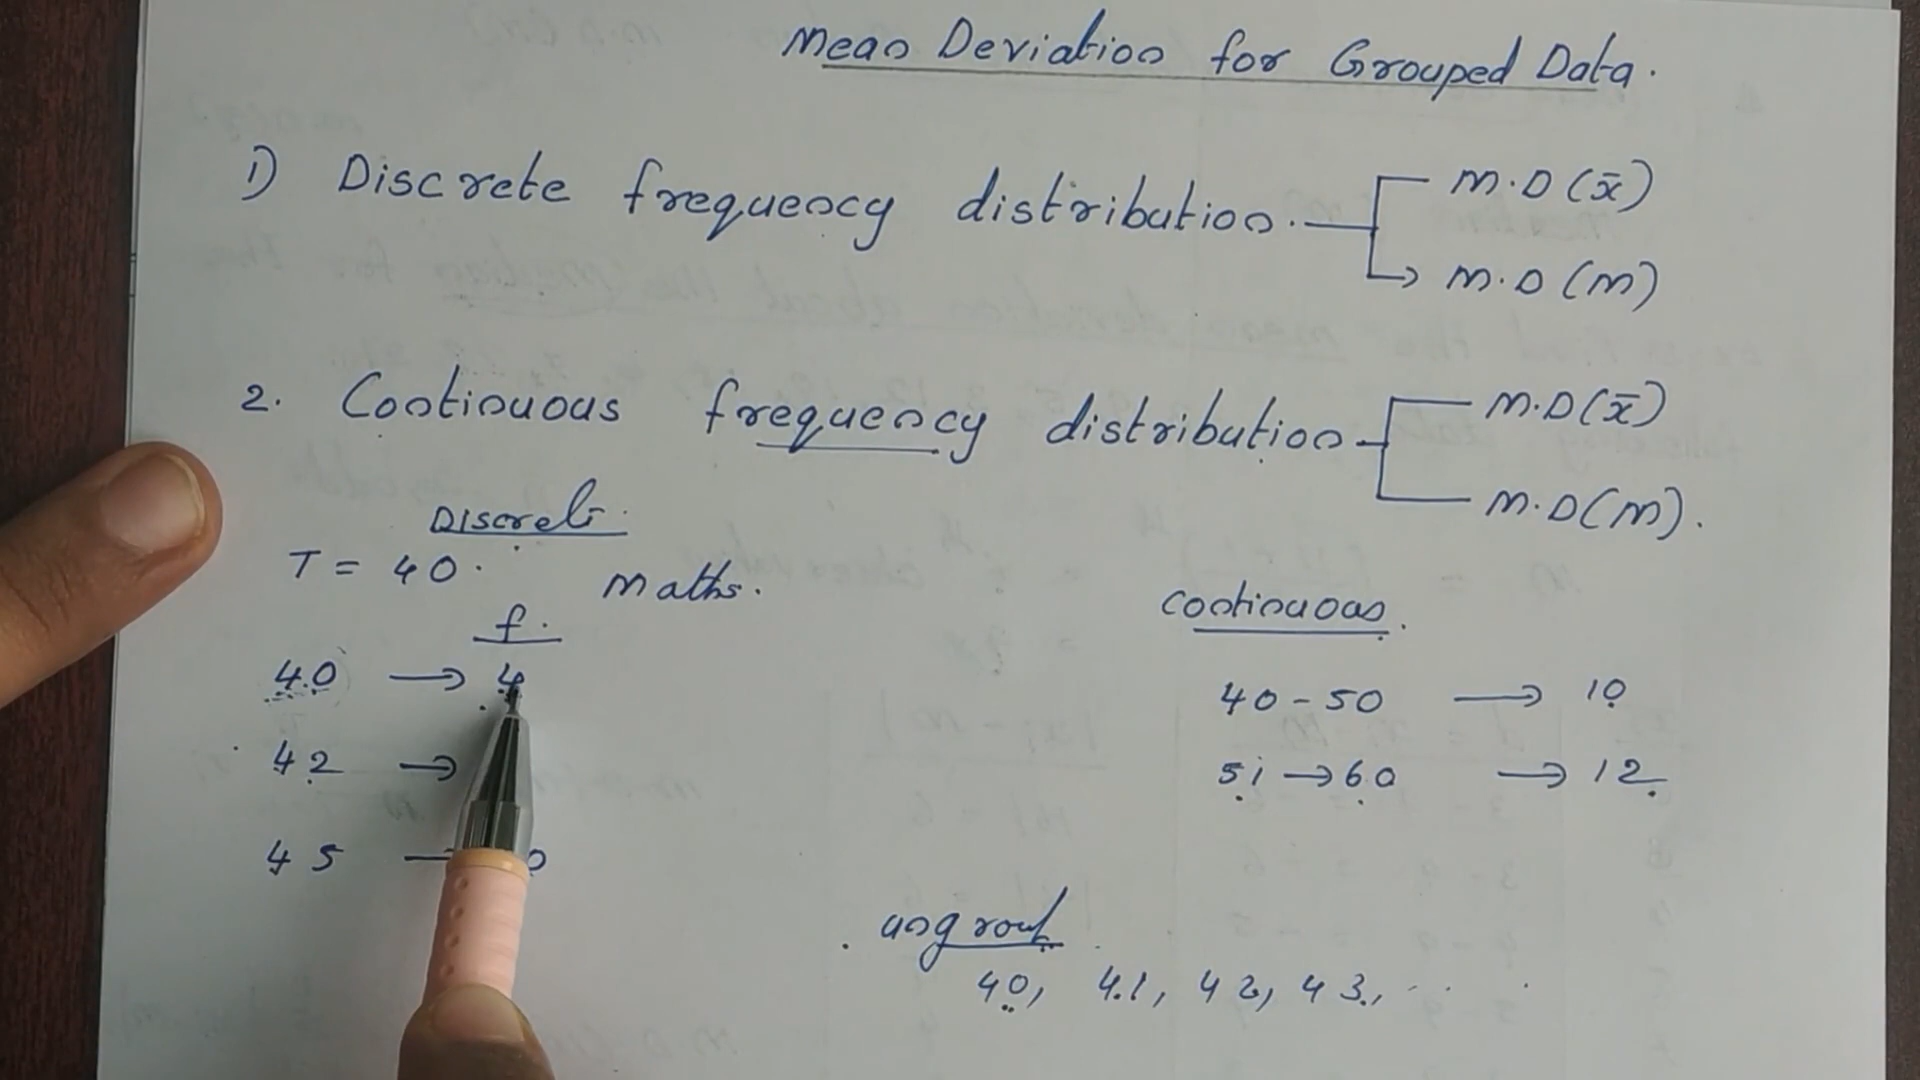 Mean Deviation for Grouped Data.
1) Discrete frequency distribution. M.D(x̄)
M.D(M)
2. Continuous frequency distribution M.D(x̄)
M.D(M).
Discrete
T = 40. Maths.
f.
40 → 4
42 →
45 →
Continuous.
40-50 → 10
51 → 60 → 12
40, 41, 42, 43, ...